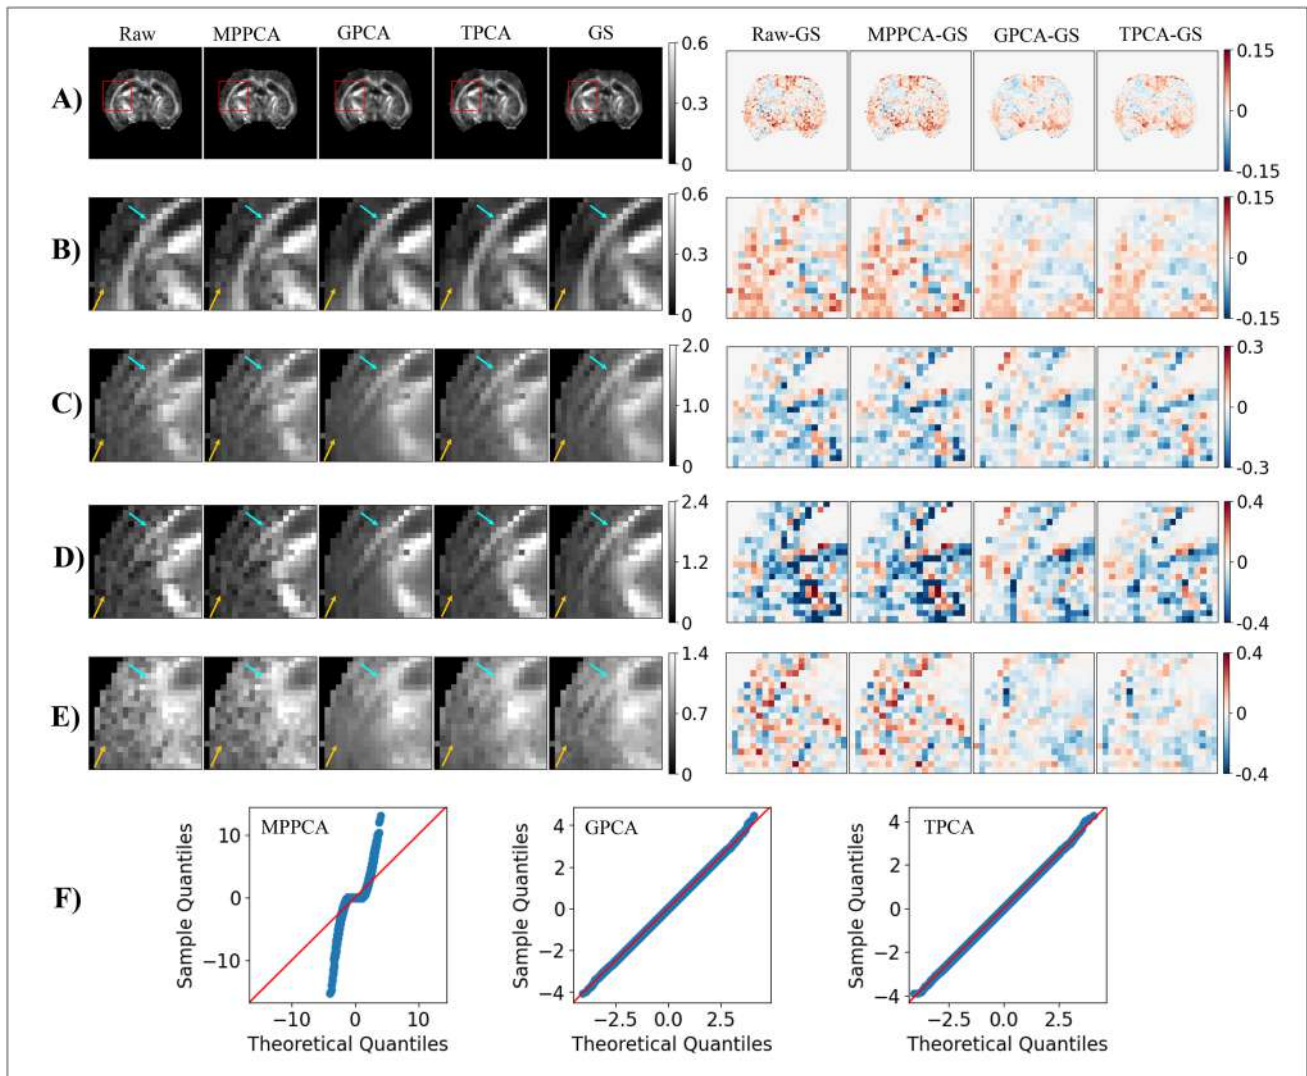 Raw MPPCA GPCA TPCA GS Raw-GS MPPCA-GS GPCA-GS TPCA-GS
A) 0.6 0.3 0 0.15 0 -0.15
B) 0.6 0.3 0 0.15 0 -0.15
C) 2.0 1.0 0 0.3 0 -0.3
D) 2.4 1.2 0 0.4 0 -0.4
E) 1.4 0.7 0 0.4 0 -0.4
F)
MPPCA
Sample Quantiles
10
0
−10
−10 0 10
Theoretical Quantiles
GPCA
Sample Quantiles
4
2
0
−2
−4
−2.5 0.0 2.5
Theoretical Quantiles
TPCA
Sample Quantiles
4
2
0
−2
−4
−2.5 0.0 2.5
Theoretical Quantiles